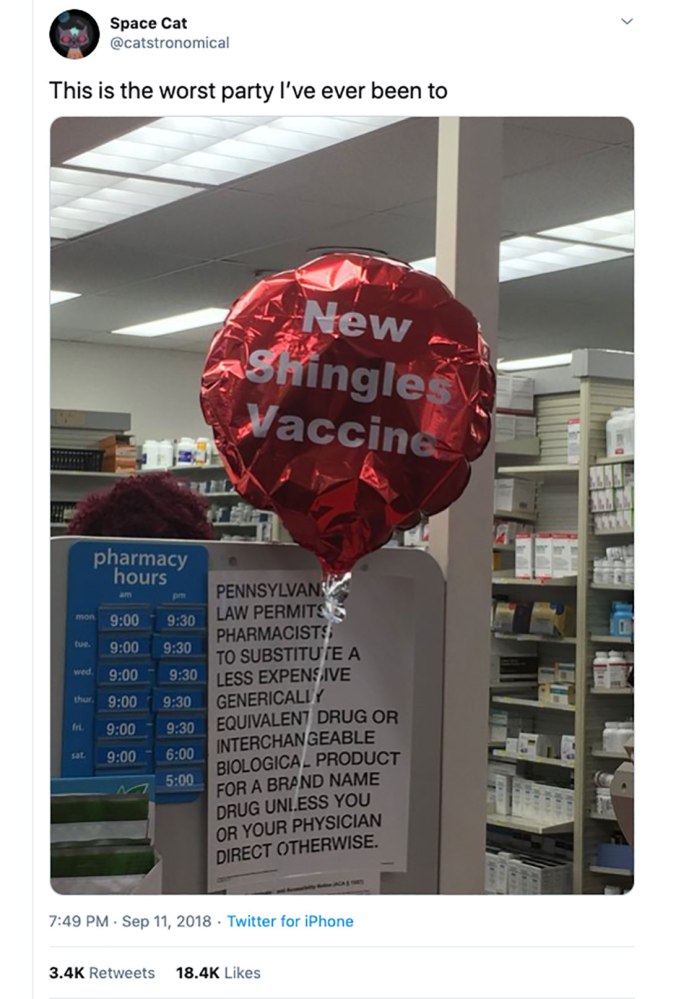 Space Cat
@catstronomical
This is the worst party I've ever been to
New
Shingles
Vaccine
pharmacy
hours
am pm
mon. 9:00 9:30
tue. 9:00 9:30
wed. 9:00 9:30
thur. 9:00 9:30
fri. 9:00 9:30
sat. 9:00 6:00
5:00
PENNSYLVAN
LAW PERMITS
PHARMACISTS
TO SUBSTITUTE A
LESS EXPENSIVE
GENERICALLY
EQUIVALENT DRUG OR
INTERCHANGEABLE
BIOLOGICAL PRODUCT
FOR A BRAND NAME
DRUG UNLESS YOU
OR YOUR PHYSICIAN
DIRECT OTHERWISE.
7:49 PM · Sep 11, 2018 · Twitter for iPhone
3.4K Retweets 18.4K Likes